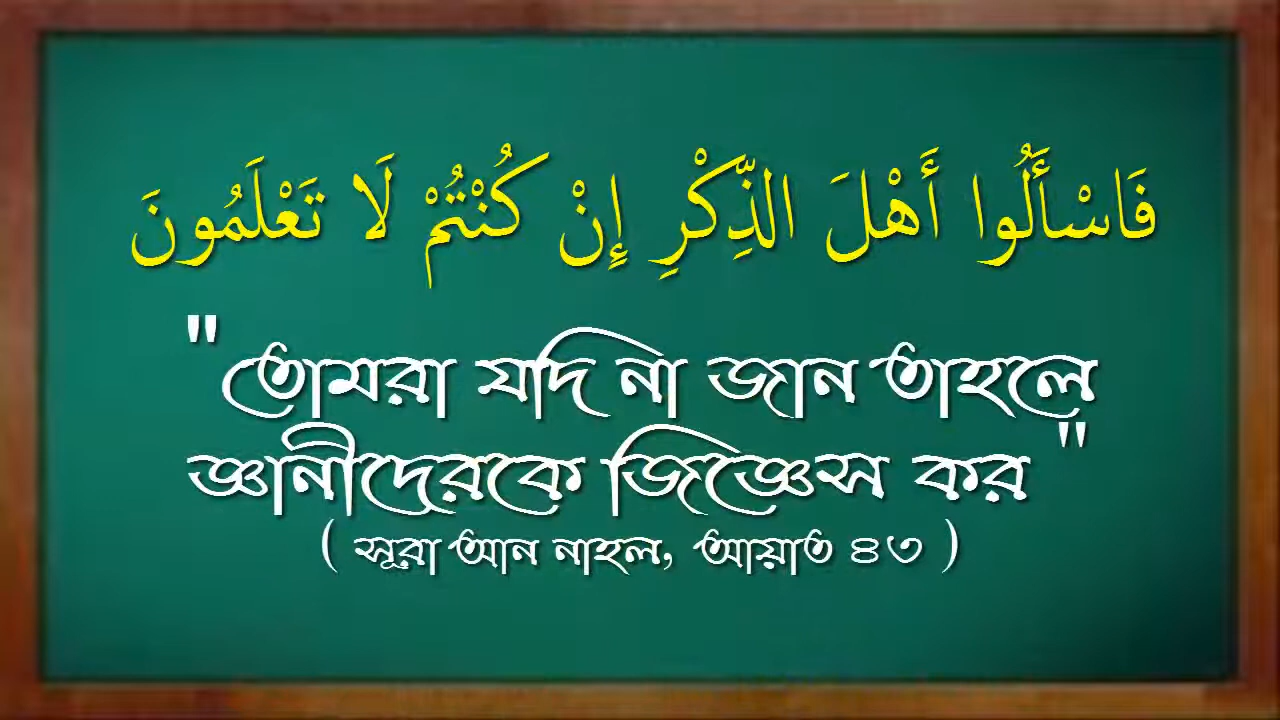 فَاسْأَلُوا أَهْلَ الذِّكْرِ إِنْ كُنْتُمْ لَا تَعْلَمُونَ
" তোমরা যদি না জান তাহলে
জ্ঞানীদেরকে জিজ্ঞেস কর "
( সূরা আন নাহল, আয়াত ৪৩ )